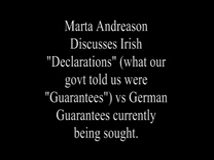 Marta Andreason
Discusses Irish
"Declarations" (what our
govt told us were
"Guarantees") vs German
Guarantees currently
being sought.